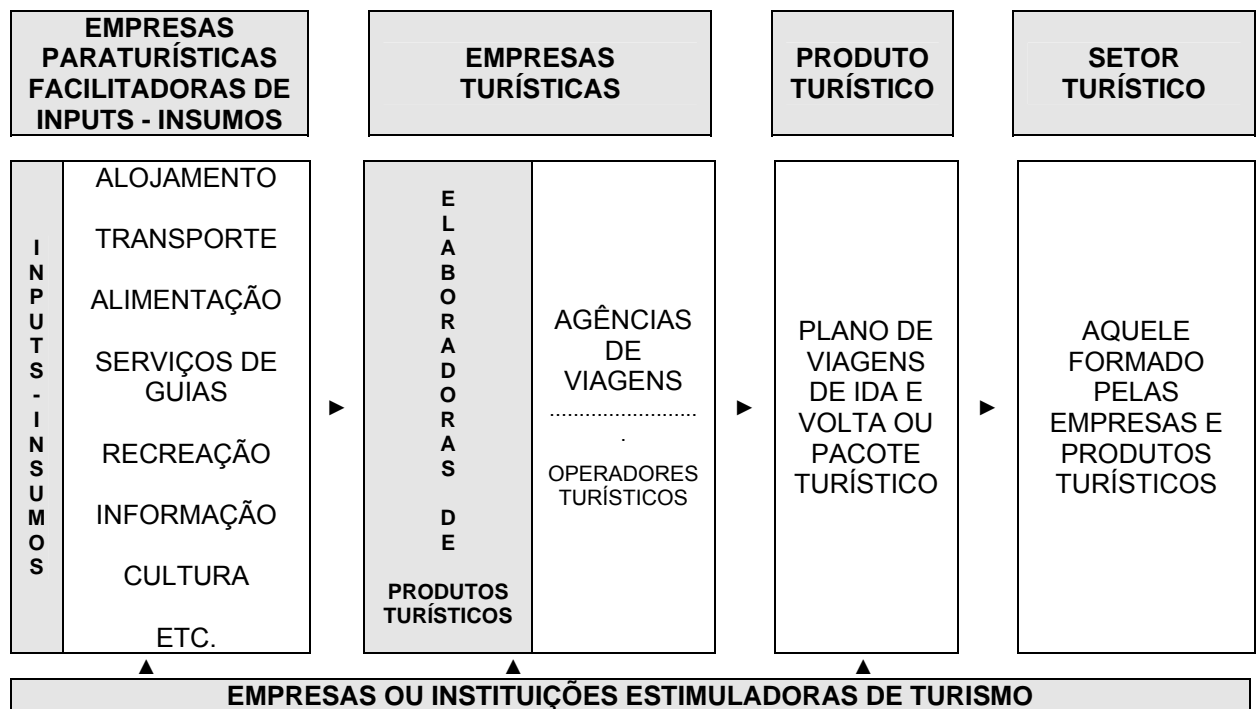 EMPRESAS
PARATURÍSTICAS
FACILITADORAS DE
INPUTS - INSUMOS
EMPRESAS
TURÍSTICAS
PRODUTO
TURÍSTICO
SETOR
TURÍSTICO
INPUTS-INSUMOS
ALOJAMENTO
TRANSPORTE
ALIMENTAÇÃO
SERVIÇOS DE
GUIAS
RECREAÇÃO
INFORMAÇÃO
CULTURA
ETC.
ELABORADORAS DE
PRODUTOS
TURÍSTICOS
AGÊNCIAS
DE
VIAGENS
.........................
.
OPERADORES
TURÍSTICOS
PLANO DE
VIAGENS
DE IDA E
VOLTA OU
PACOTE
TURÍSTICO
AQUELE
FORMADO
PELAS
EMPRESAS E
PRODUTOS
TURÍSTICOS
EMPRESAS OU INSTITUIÇÕES ESTIMULADORAS DE TURISMO